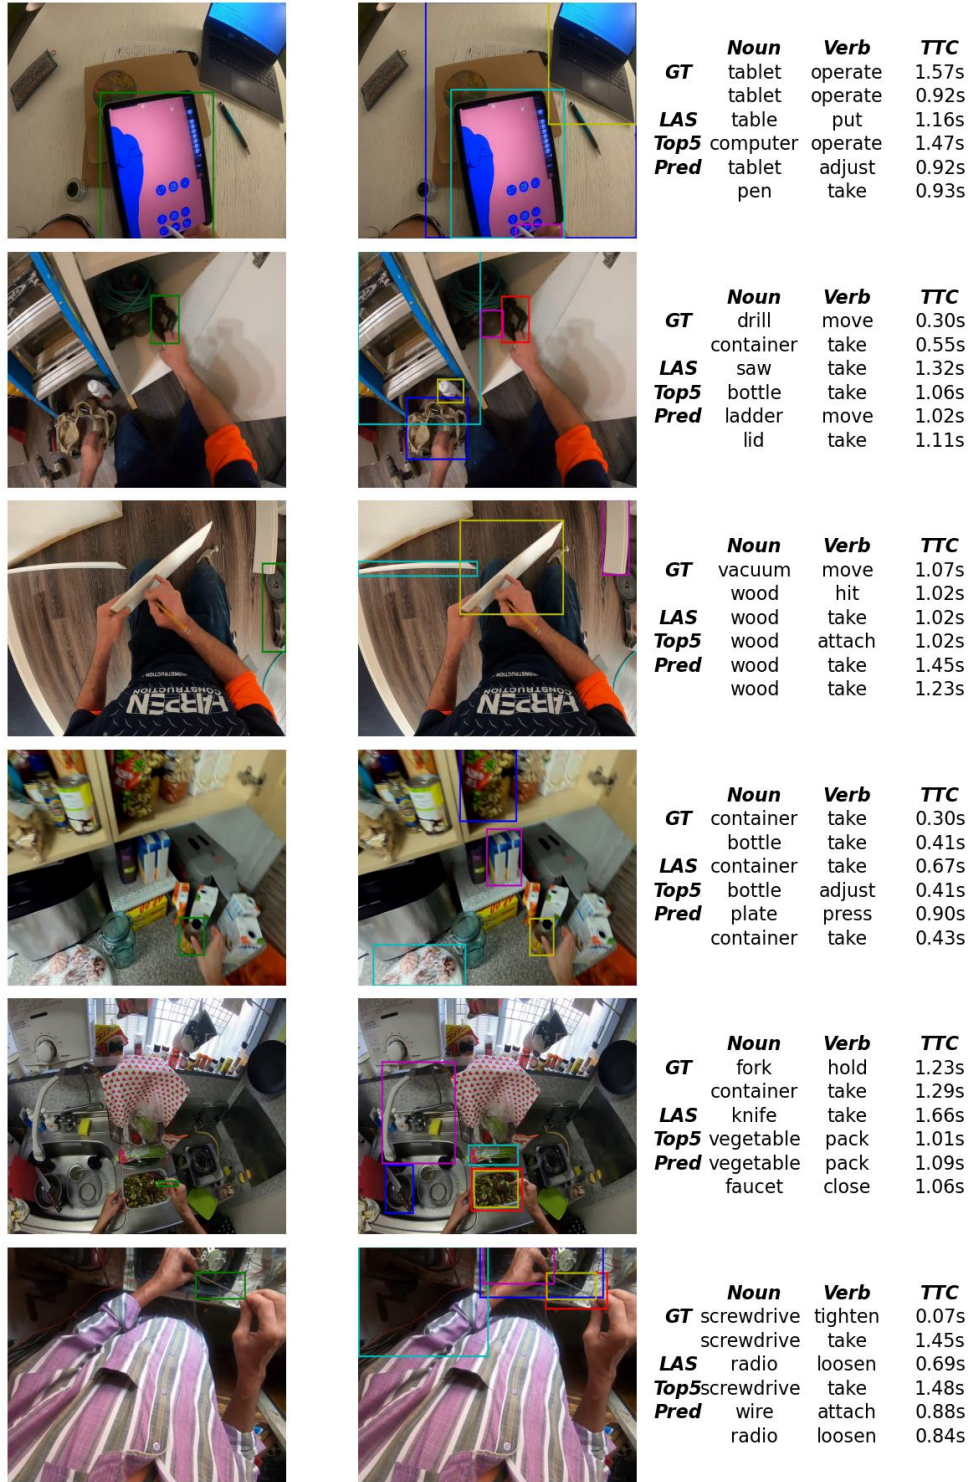 Noun Verb TTC
GT tablet operate 1.57s
tablet operate 0.92s
LAS table put 1.16s
Top5 computer operate 1.47s
Pred tablet adjust 0.92s
pen take 0.93s
Noun Verb TTC
GT drill move 0.30s
container take 0.55s
LAS saw take 1.32s
Top5 bottle take 1.06s
Pred ladder move 1.02s
lid take 1.11s
Noun Verb TTC
GT vacuum move 1.07s
wood hit 1.02s
LAS wood take 1.02s
Top5 wood attach 1.02s
Pred wood take 1.45s
wood take 1.23s
CONSTRUCTION
CONSTRUCTION
Noun Verb TTC
GT container take 0.30s
bottle take 0.41s
LAS container take 0.67s
Top5 bottle adjust 0.41s
Pred plate press 0.90s
container take 0.43s
Noun Verb TTC
GT fork hold 1.23s
container take 1.29s
LAS knife take 1.66s
Top5 vegetable pack 1.01s
Pred vegetable pack 1.09s
faucet close 1.06s
Noun Verb TTC
GT screwdrive tighten 0.07s
screwdrive take 1.45s
LAS radio loosen 0.69s
Top5 screwdrive take 1.48s
Pred wire attach 0.88s
radio loosen 0.84s